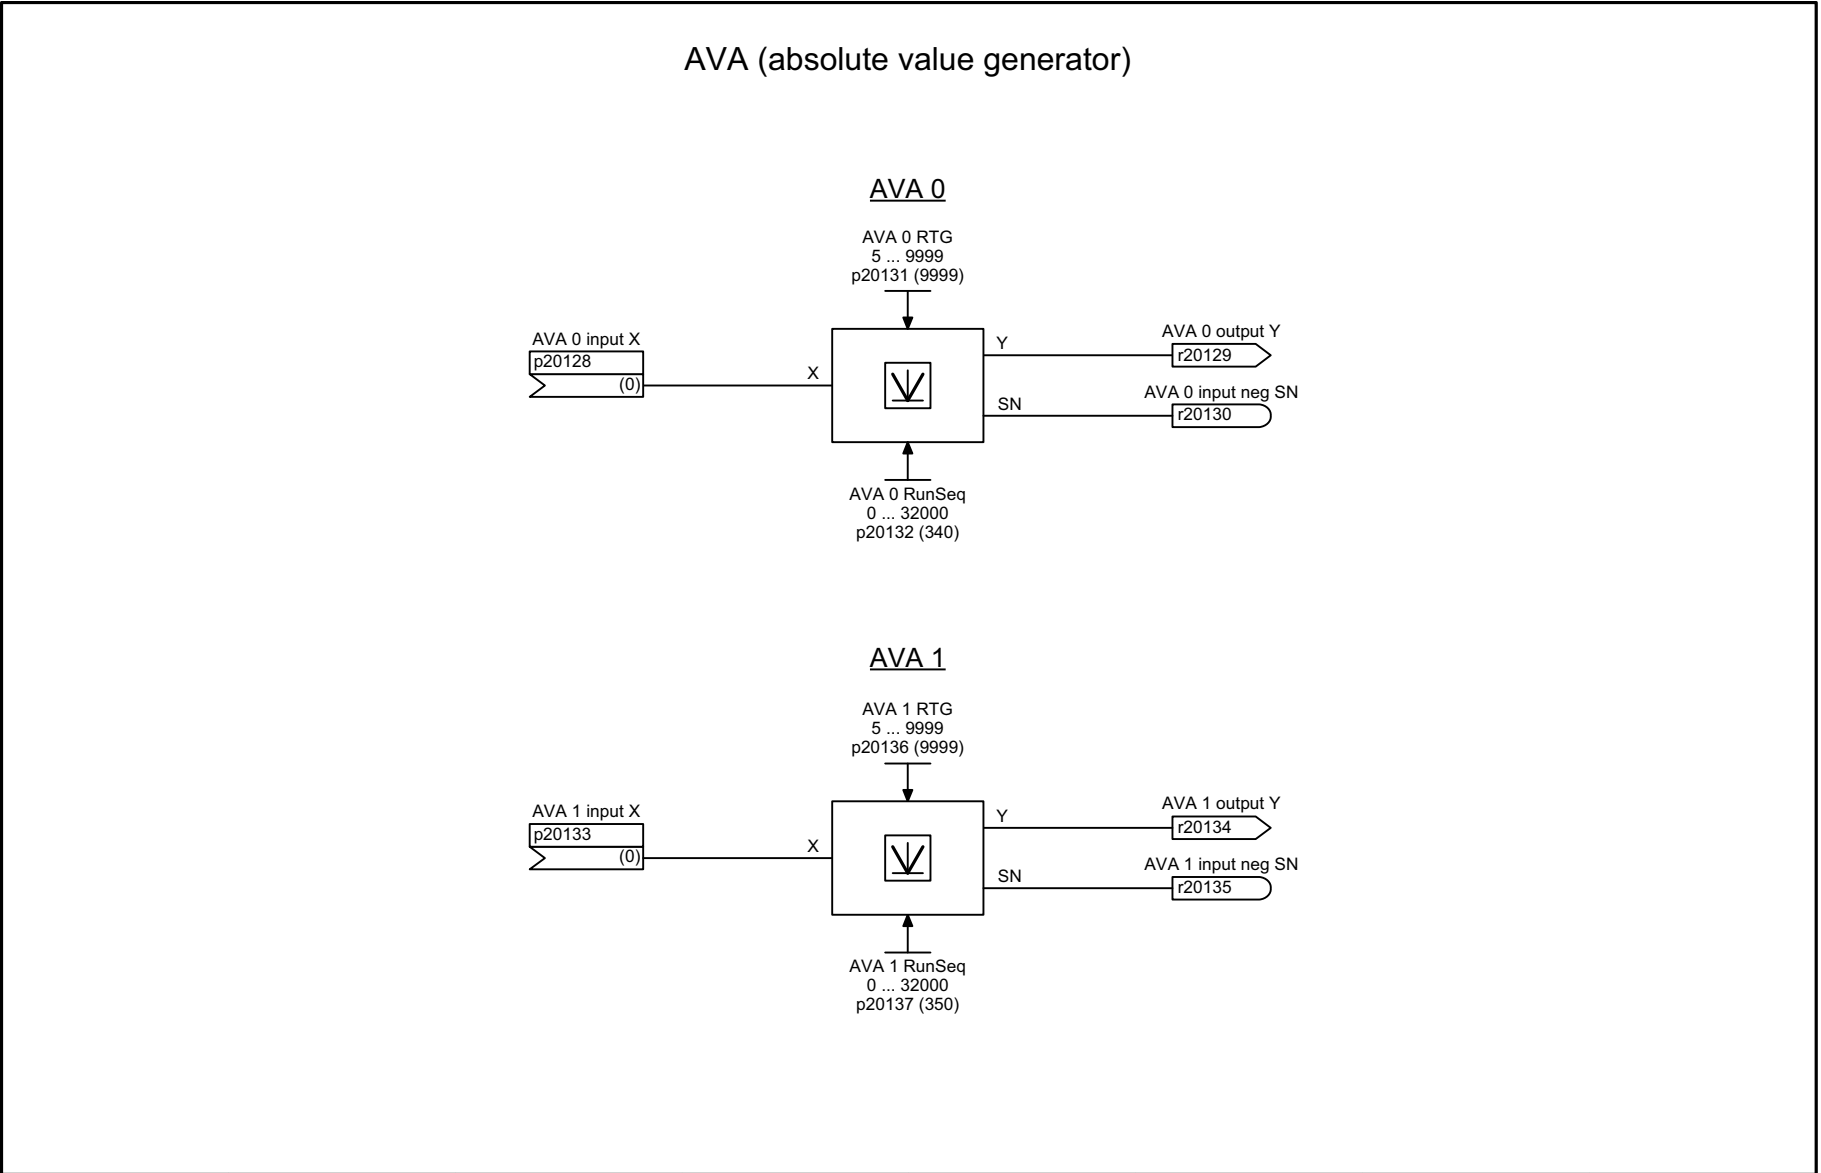 AVA (absolute value generator)
AVA 0
AVA 0 RTG
5 ... 9999
p20131 (9999)
AVA 0 input X
p20128
(0)
X
Y
AVA 0 output Y
r20129
SN
AVA 0 input neg SN
r20130
AVA 0 RunSeq
0 ... 32000
p20132 (340)
AVA 1
AVA 1 RTG
5 ... 9999
p20136 (9999)
AVA 1 input X
p20133
(0)
X
Y
AVA 1 output Y
r20134
SN
AVA 1 input neg SN
r20135
AVA 1 RunSeq
0 ... 32000
p20137 (350)